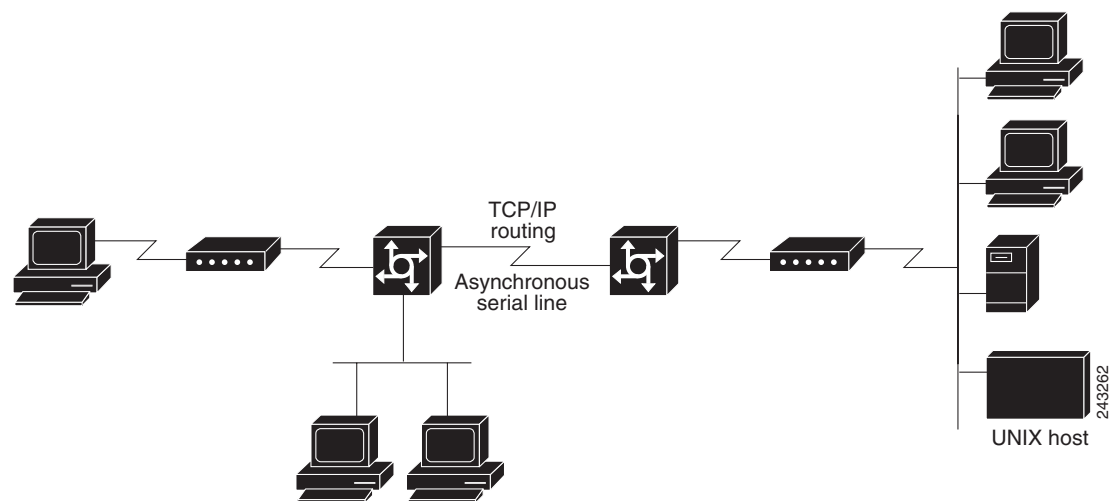 TCP/IP
routing
Asynchronous
serial line
UNIX host
243262